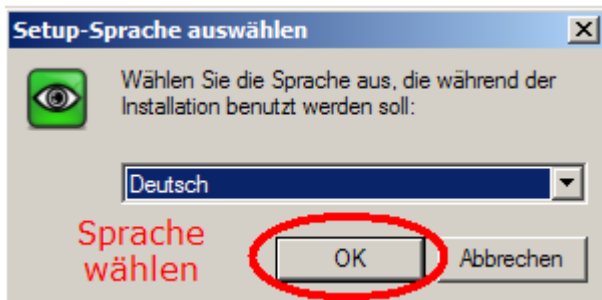 Setup-Sprache auswählen
Wählen Sie die Sprache aus, die während der
Installation benutzt werden soll:
Deutsch
Sprache
wählen
OK
Abbrechen